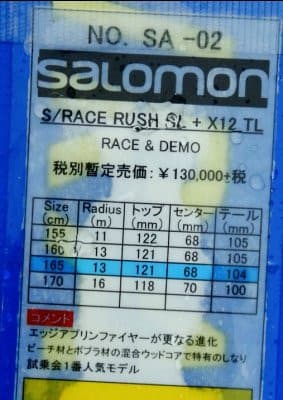 NO. SA -02
SALOMON
S/RACE RUSH SL + X12 TL
RACE & DEMO
税別暫定売価:￥130,000+税
Size (cm) Radius (m) トップ (mm) センター (mm) テール (mm)
155 11 122 68 105
160 13 121 68 105
165 13 121 68 104
170 16 118 70 100
コメント
エッジアプリンファイヤーが更なる進化
ビーチ材とポプラ材の混合ウッドコアで特有のしなり
試乗会1番人気モデル